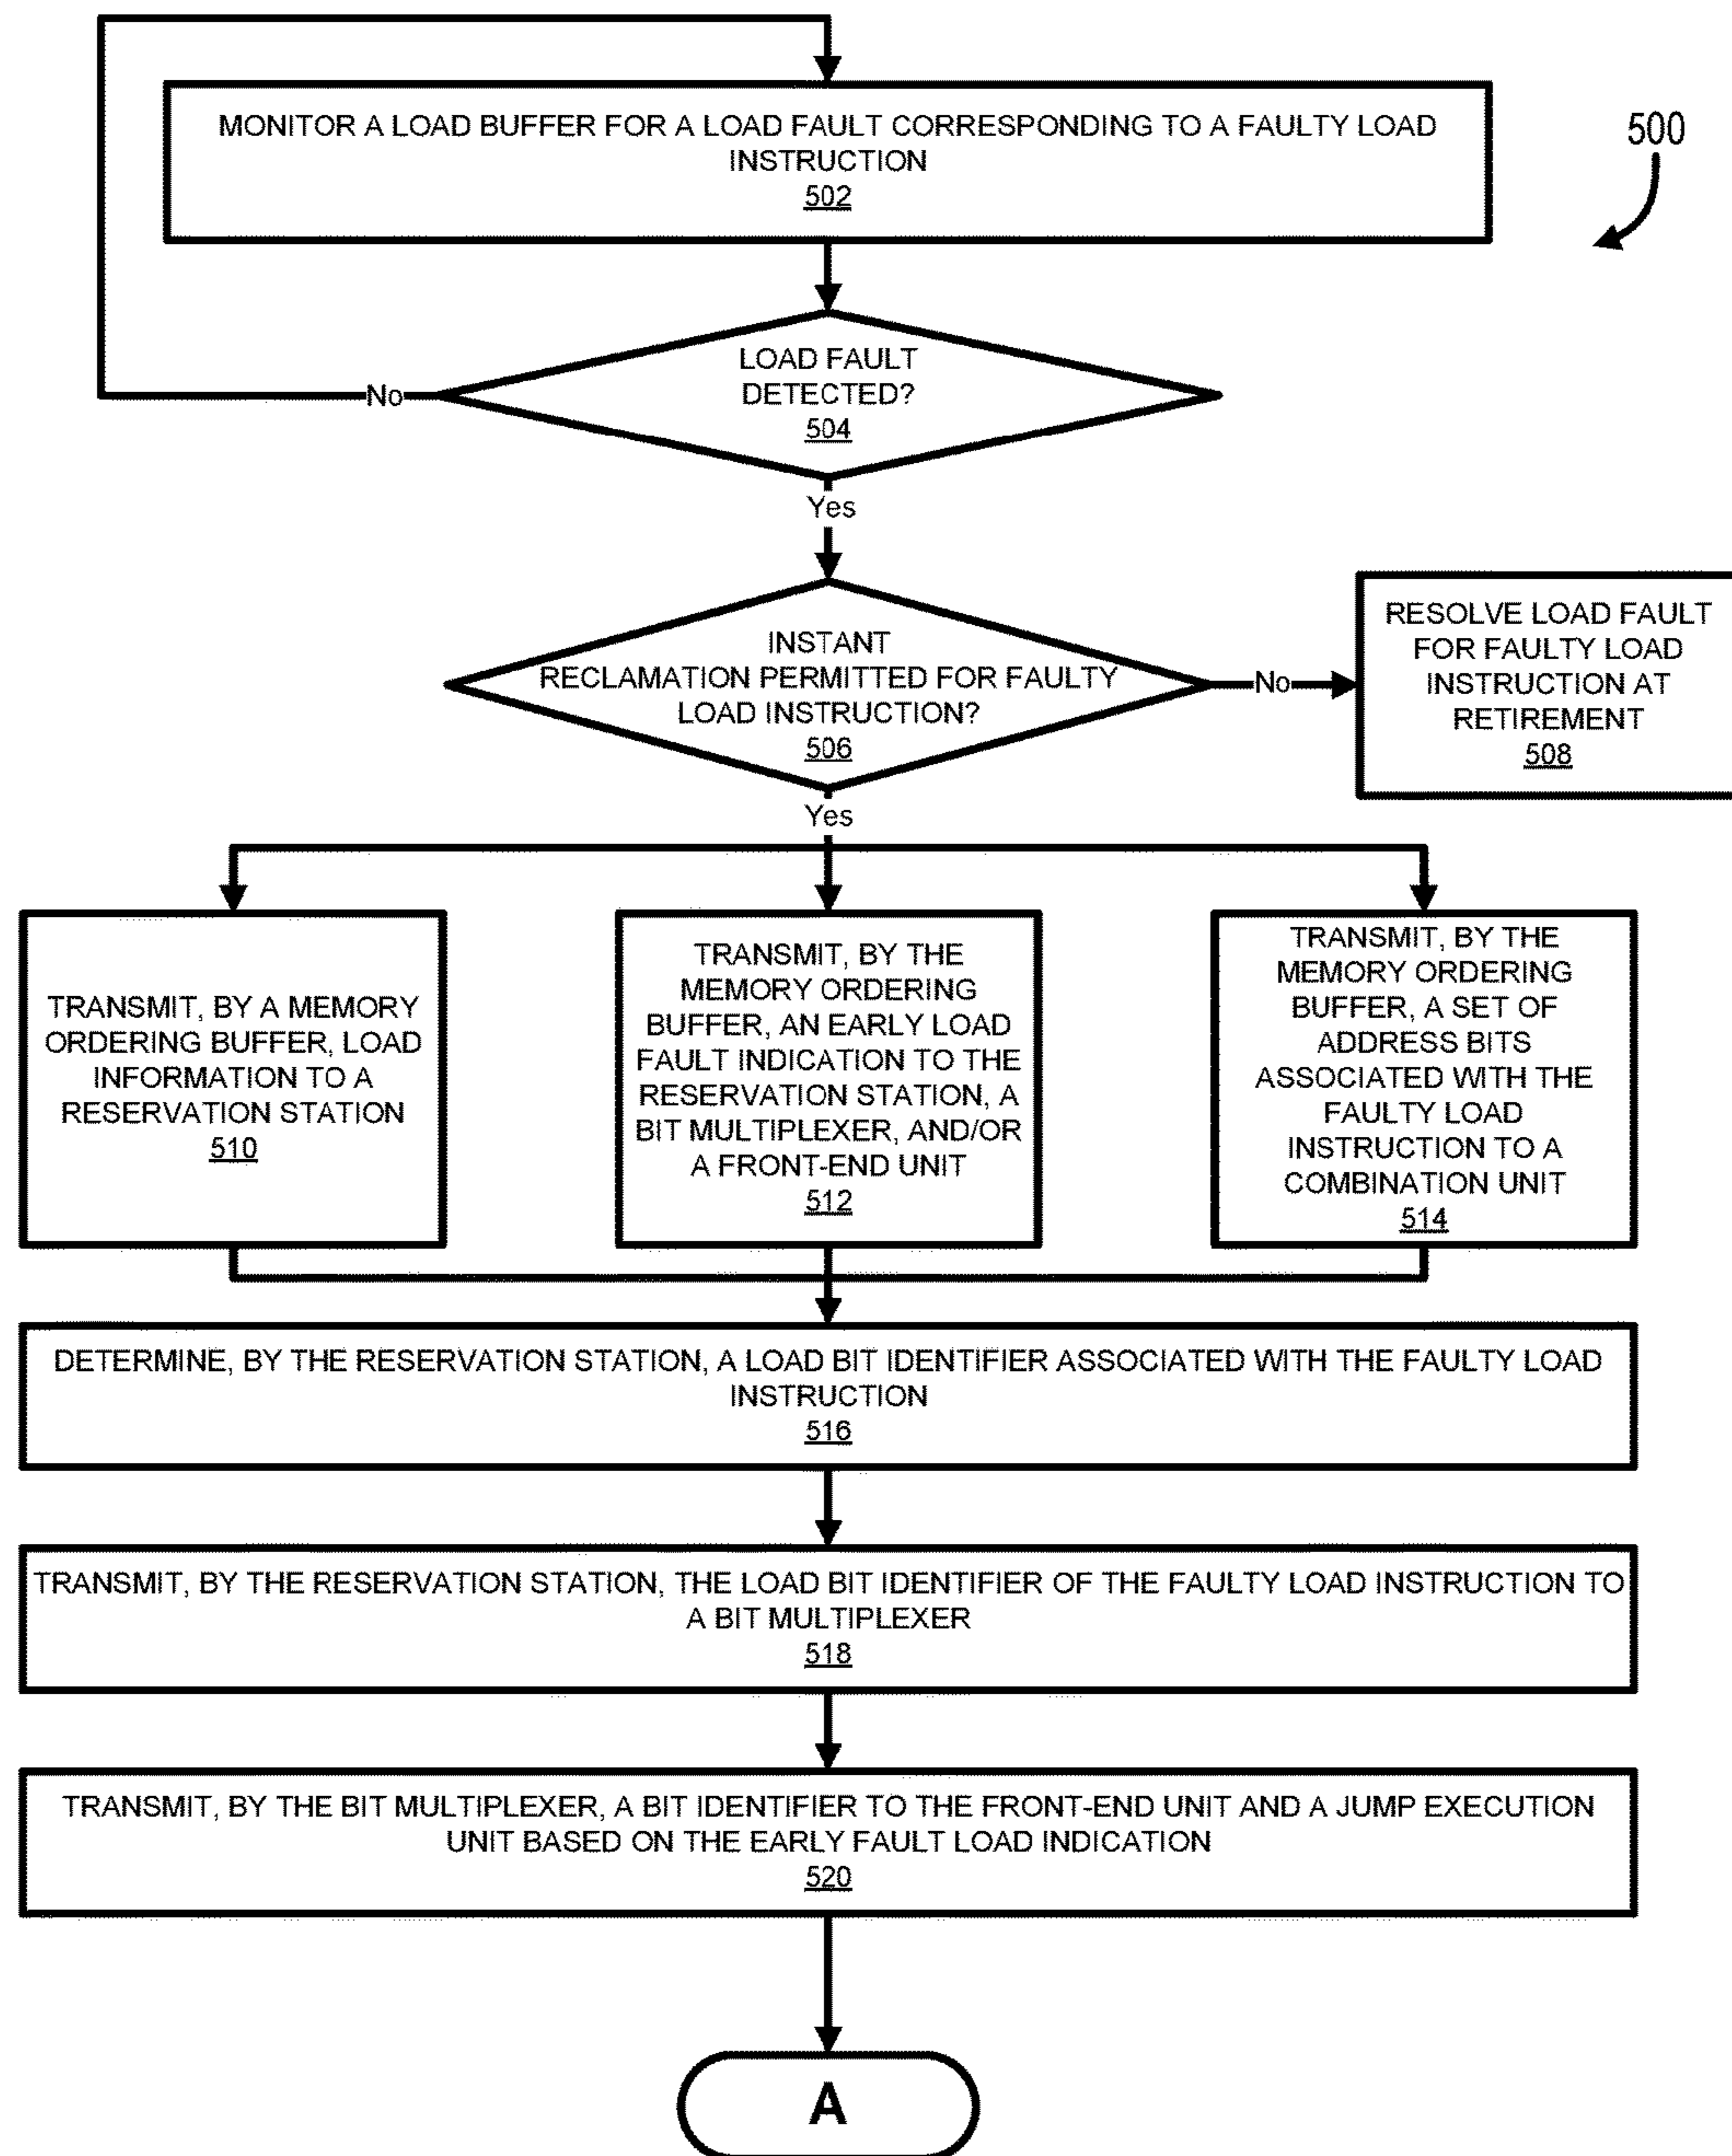 MONITOR A LOAD BUFFER FOR A LOAD FAULT CORRESPONDING TO A FAULTY LOAD
INSTRUCTION
502
500
LOAD FAULT
DETECTED?
504
No
Yes
INSTANT
RECLAMATION PERMITTED FOR FAULTY
LOAD INSTRUCTION?
506
No
RESOLVE LOAD FAULT
FOR FAULTY LOAD
INSTRUCTION AT
RETIREMENT
508
Yes
TRANSMIT, BY A MEMORY
ORDERING BUFFER, LOAD
INFORMATION TO A
RESERVATION STATION
510
TRANSMIT, BY THE
MEMORY ORDERING
BUFFER, AN EARLY LOAD
FAULT INDICATION TO THE
RESERVATION STATION, A
BIT MULTIPLEXER, AND/OR
A FRONT-END UNIT
512
TRANSMIT, BY THE
MEMORY ORDERING
BUFFER, A SET OF
ADDRESS BITS
ASSOCIATED WITH THE
FAULTY LOAD
INSTRUCTION TO A
COMBINATION UNIT
514
DETERMINE, BY THE RESERVATION STATION, A LOAD BIT IDENTIFIER ASSOCIATED WITH THE FAULTY LOAD
INSTRUCTION
516
TRANSMIT, BY THE RESERVATION STATION, THE LOAD BIT IDENTIFIER OF THE FAULTY LOAD INSTRUCTION TO
A BIT MULTIPLEXER
518
TRANSMIT, BY THE BIT MULTIPLEXER, A BIT IDENTIFIER TO THE FRONT-END UNIT AND A JUMP EXECUTION
UNIT BASED ON THE EARLY FAULT LOAD INDICATION
520
A